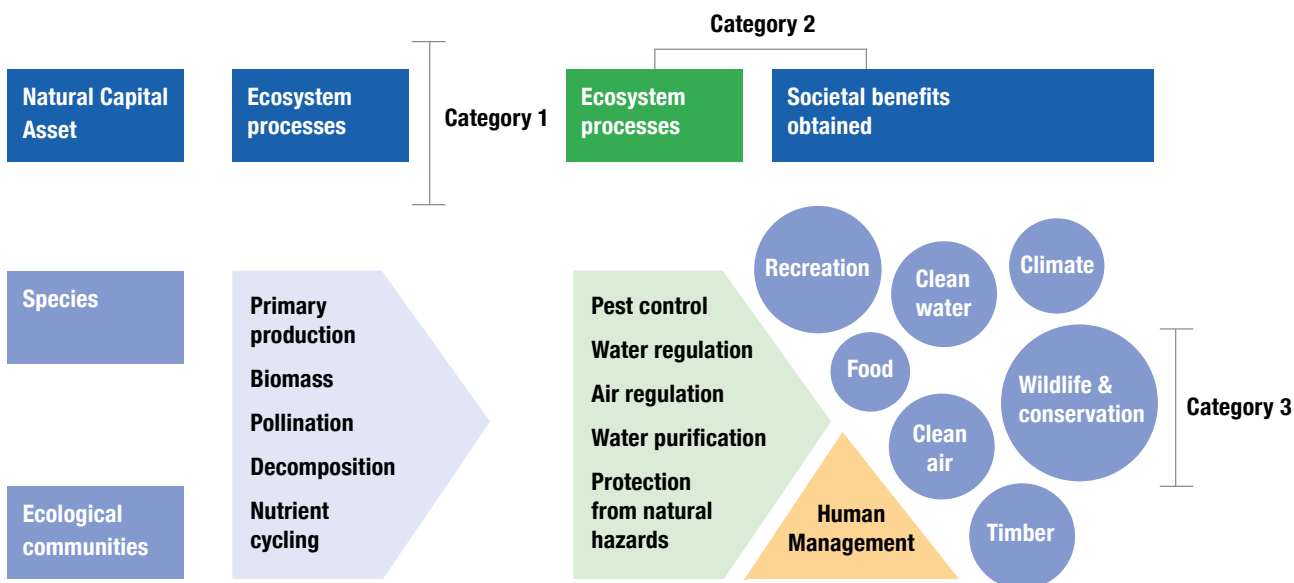 Category 2
Natural Capital
Asset
Ecosystem
processes
Category 1
Ecosystem
processes
Societal benefits
obtained
Species
Ecological
communities
Primary
production
Biomass
Pollination
Decomposition
Nutrient
cycling
Pest control
Water regulation
Air regulation
Water purification
Protection
from natural
hazards
Human
Management
Recreation
Clean
water
Climate
Food
Wildlife &
conservation
Category 3
Clean
air
Timber